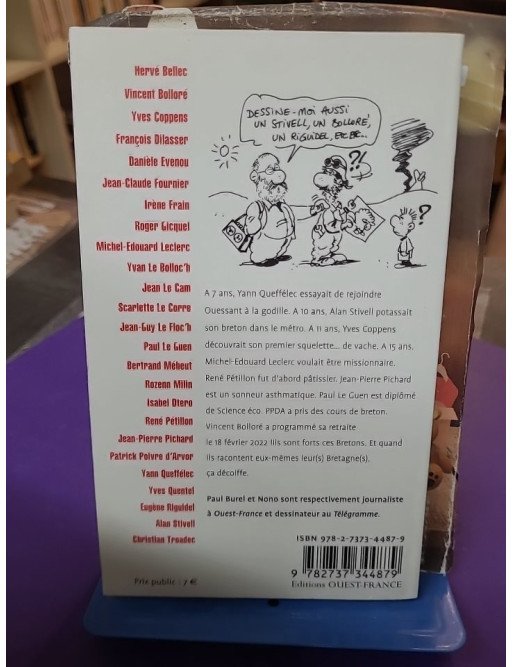 Hervé Bellec
Vincent Bolloré
Yves Coppens
François Dilasser
Danièle Evenou
Jean-Claude Fournier
Irène Frain
Roger Gicquel
Michel-Edouard Leclerc
Yvan Le Bolloc'h
Jean Le Cam
Scarlette Le Corre
Jean-Guy Le Floc'h
Paul Le Guen
Bertrand Méheut
Rozenn Milin
Isabel Otero
René Pétillon
Jean-Pierre Pichard
Patrick Poivre d'Arvor
Yann Queffélec
Yves Quentel
Eugène Riguidel
Alan Stivell
Christian Troadec
Prix public : 7 €
DESSINE-MOI AUSSI
UN STIVELL, UN BOLLORÉ,
UN RIGUIDEL, ETC...
?!
?
A 7 ans, Yann Queffélec essayait de rejoindre
Ouessant à la godille. A 10 ans, Alan Stivell potassait
son breton dans le métro. A 11 ans, Yves Coppens
découvrait son premier squelette... de vache. A 15 ans,
Michel-Edouard Leclerc voulait être missionnaire.
René Pétillon fut d'abord pâtissier. Jean-Pierre Pichard
est un sonneur asthmatique. Paul Le Guen est diplômé
de Science éco. PPDA a pris des cours de breton.
Vincent Bolloré a programmé sa retraite
le 18 février 2022 !Ils sont forts ces Bretons. Et quand
ils racontent eux-mêmes leur(s) Bretagne(s),
ça décoiffe.
Paul Burel et Nono sont respectivement journaliste
à Ouest-France et dessinateur au Télégramme.
ISBN 978-2-7373-4487-9
9 782737 344879
Editions OUEST-FRANCE